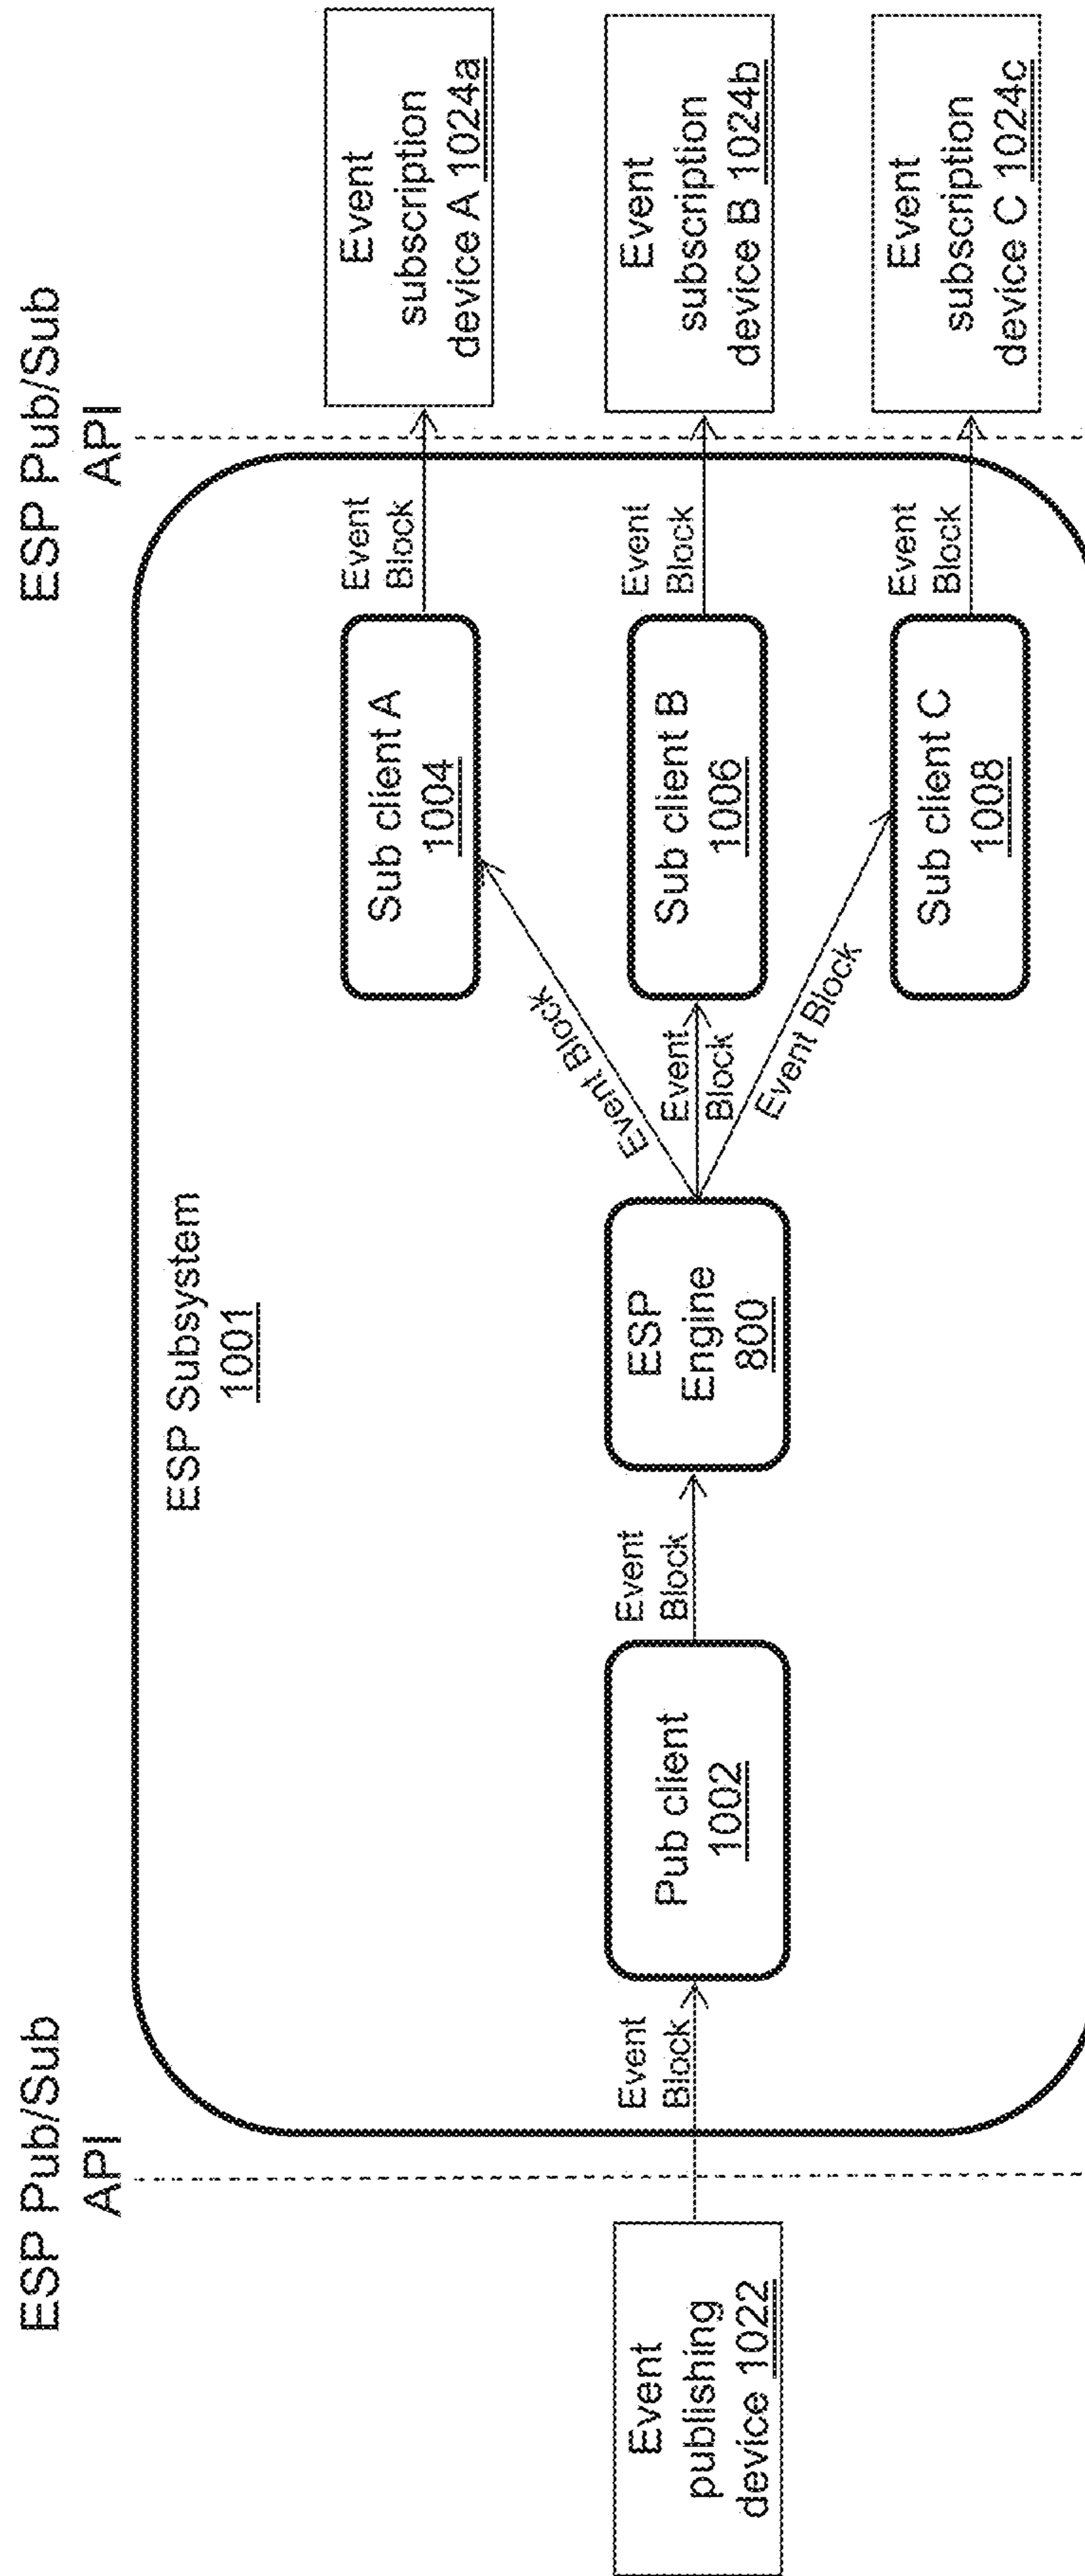 ESP Pub/Sub
API
ESP Pub/Sub
API
ESP Subsystem
1001
Event
publishing
device 1022
Event
Block
Pub client
1002
Event
Block
ESP
Engine
800
Event Block
Event
Block
Event Block
Sub client A
1004
Sub client B
1006
Sub client C
1008
Event
Block
Event
Block
Event
Block
Event
subscription
device A 1024a
Event
subscription
device B 1024b
Event
subscription
device C 1024c